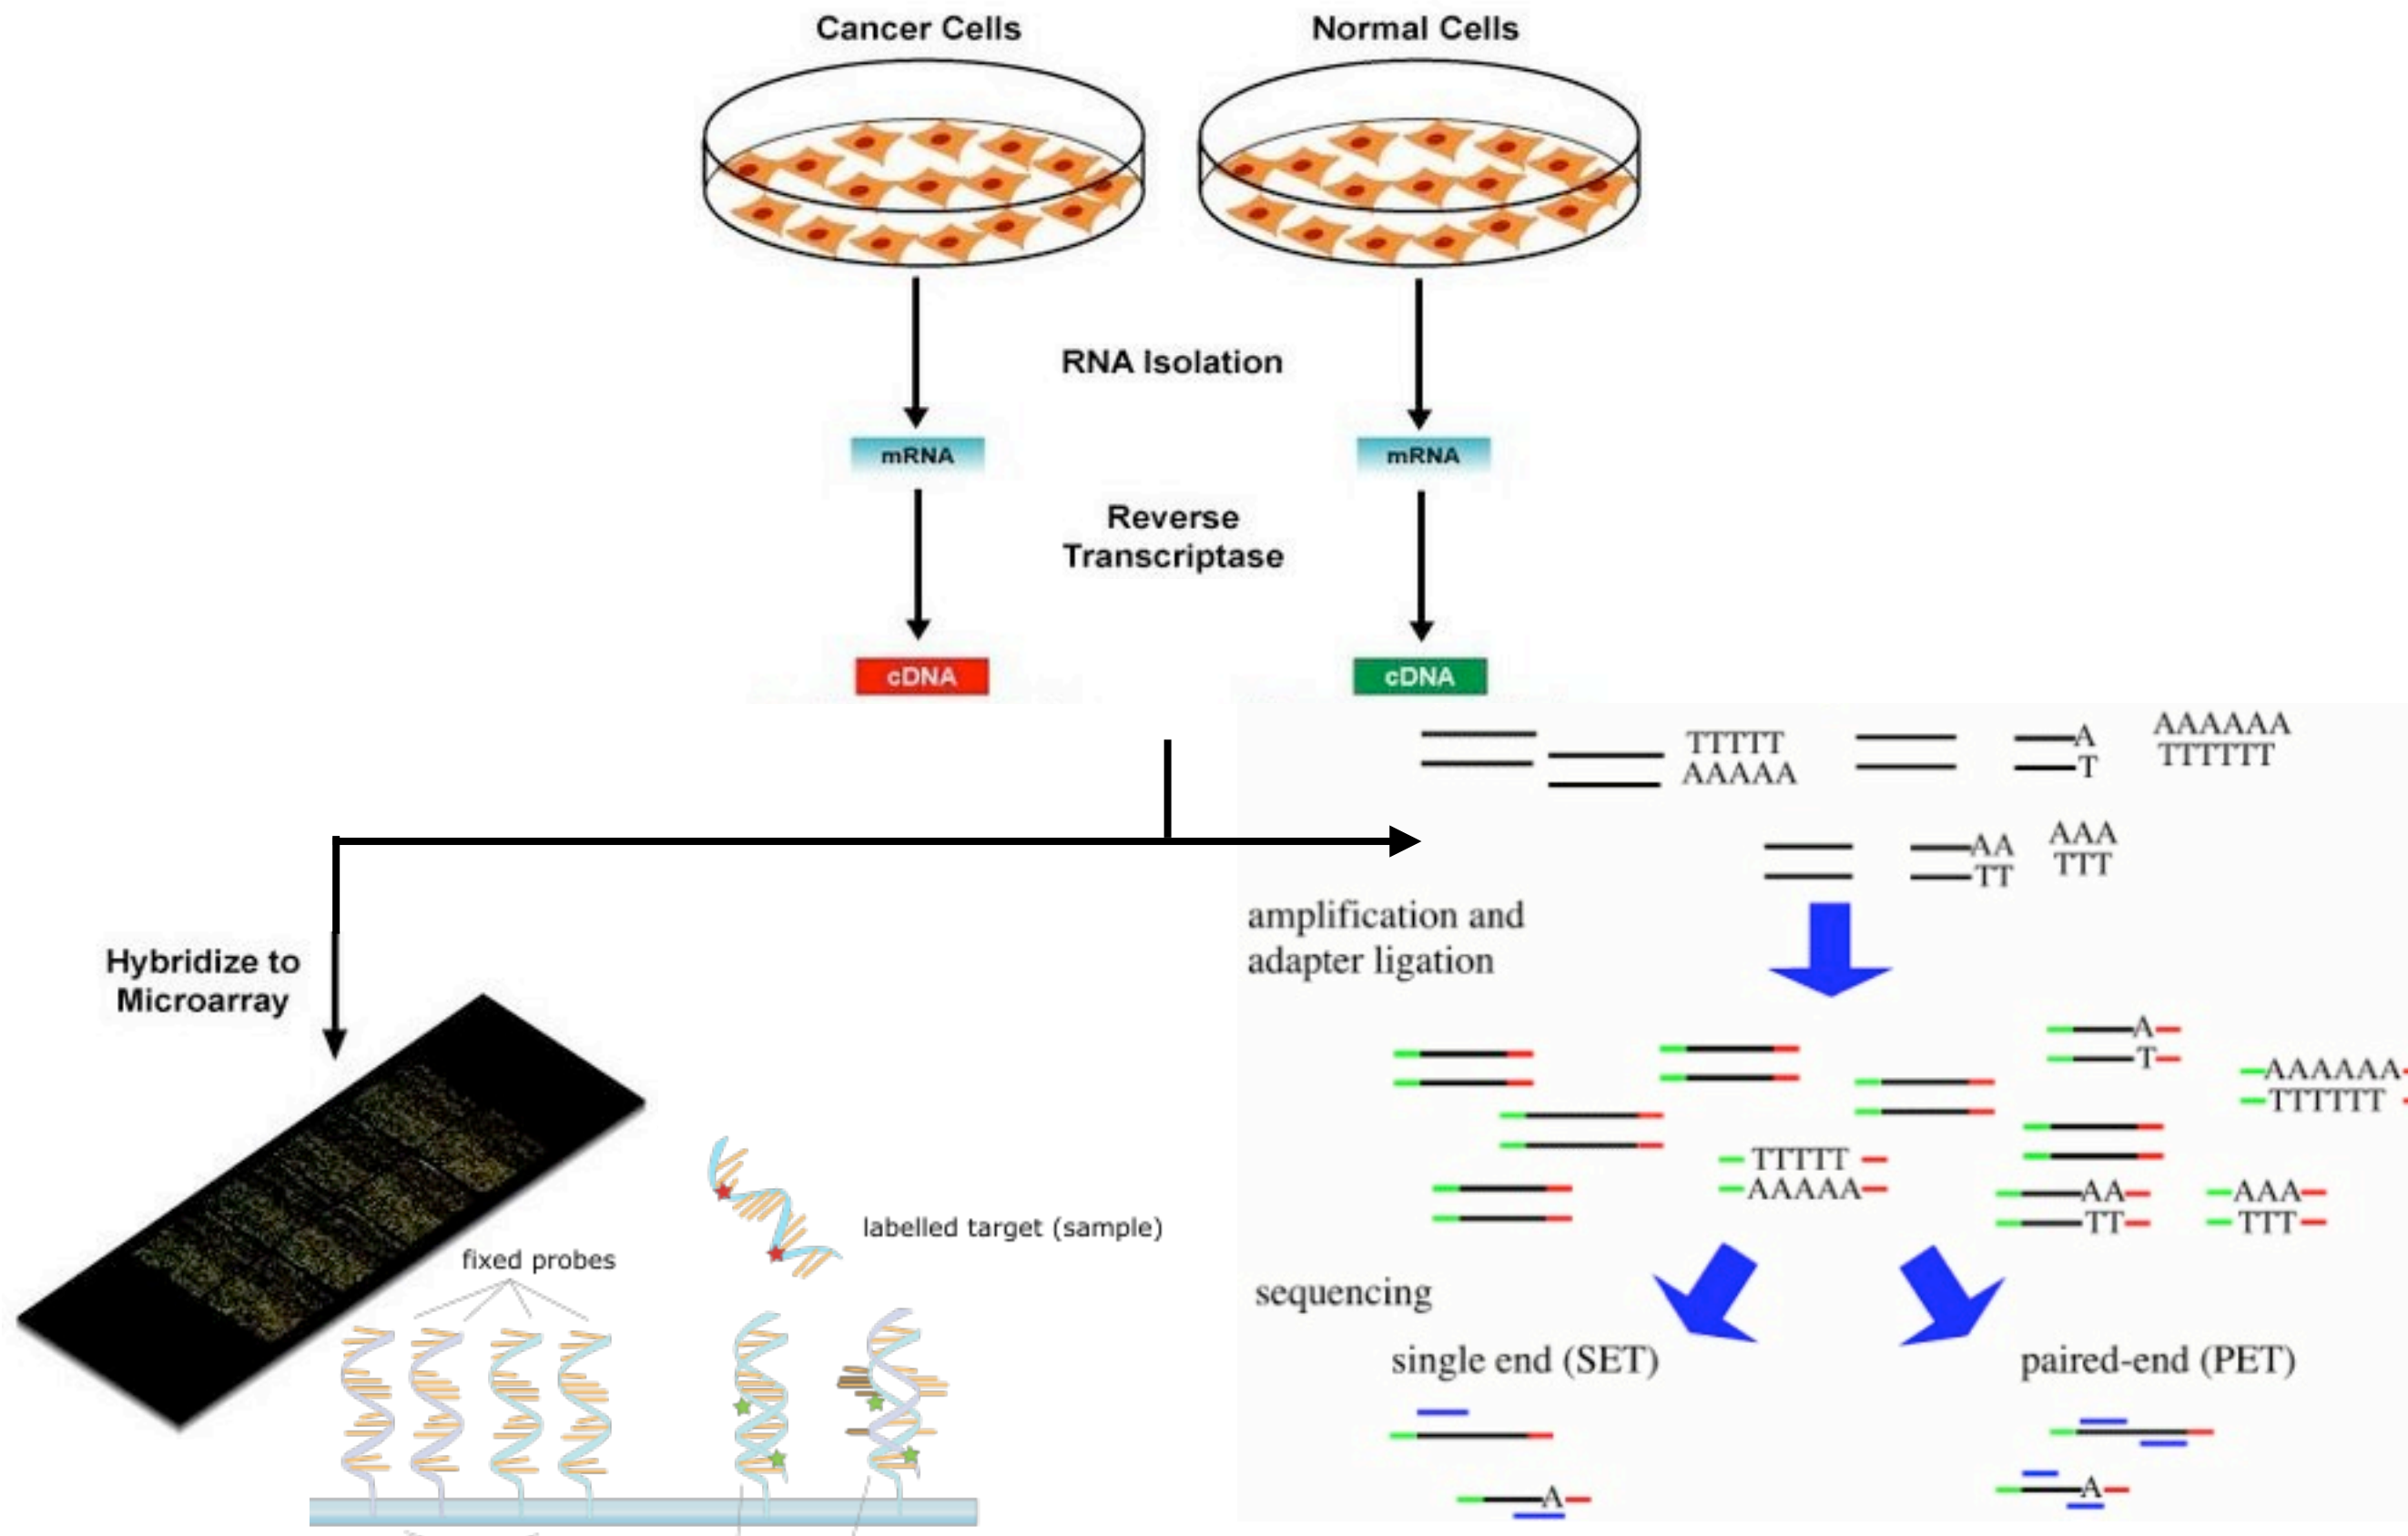 Cancer Cells
Normal Cells
RNA Isolation
mRNA
mRNA
Reverse
Transcriptase
cDNA
cDNA
TTTTT
AAAAA
A
T
AAAAAA
TTTTTT
AA
TT
AAA
TTT
amplification and
adapter ligation
Hybridize to
Microarray
A
T
AAAAAA
TTTTTT
TTTTT
AAAAA
AA
TT
AAA
TTT
labelled target (sample)
fixed probes
sequencing
single end (SET)
paired-end (PET)
A
A